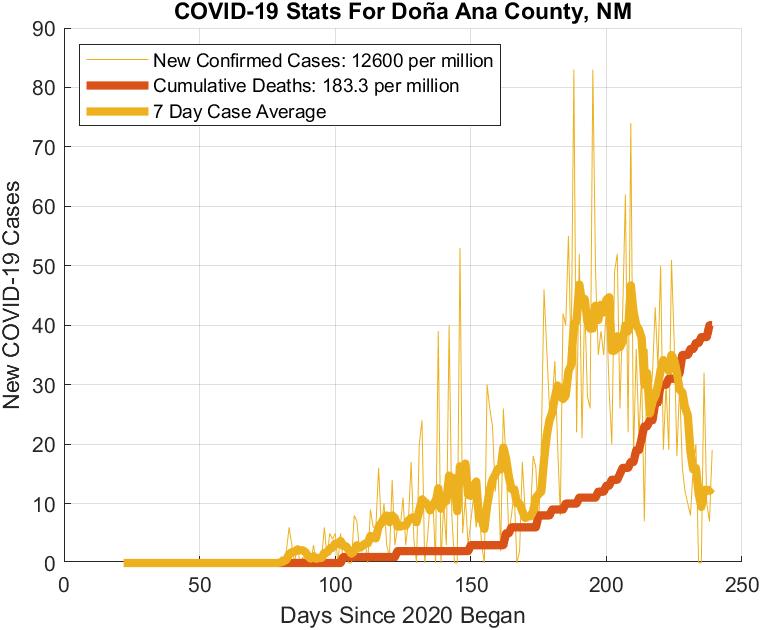 COVID-19 Stats For Doña Ana County, NM
New Confirmed Cases: 12600 per million
Cumulative Deaths: 183.3 per million
7 Day Case Average
New COVID-19 Cases
90
80
70
60
50
40
30
20
10
0
0 50 100 150 200 250
Days Since 2020 Began